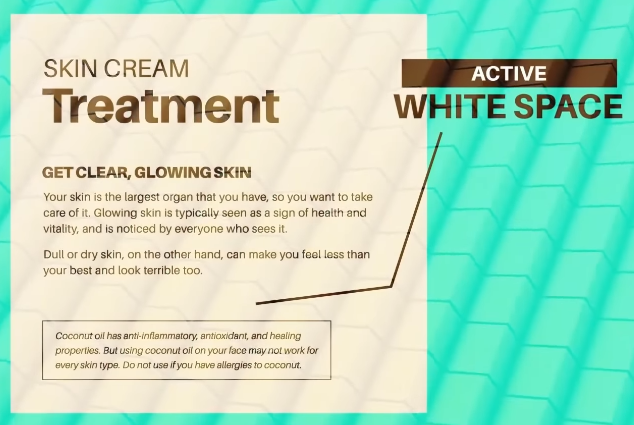 SKIN CREAM
Treatment
ACTIVE
WHITE SPACE
GET CLEAR, GLOWING SKIN
Your skin is the largest organ that you have, so you want to take
care of it. Glowing skin is typically seen as a sign of health and
vitality, and is noticed by everyone who sees it.
Dull or dry skin, on the other hand, can make you feel less than
your best and look terrible too.
Coconut oil has anti-inflammatory, antioxidant, and healing
properties. But using coconut oil on your face may not work for
every skin type. Do not use if you have allergies to coconut.